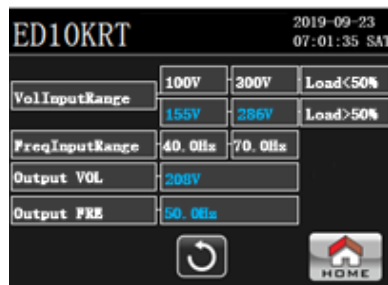 ED10KRT
2019-09-23
07:01:35 SAT
VolInputRange
100V 300V Load<50%
155V 286V Load>50%
FreqInputRange 40.0Hz 70.0Hz
Output VOL 208V
Output FRE 50.0Hz
HOME